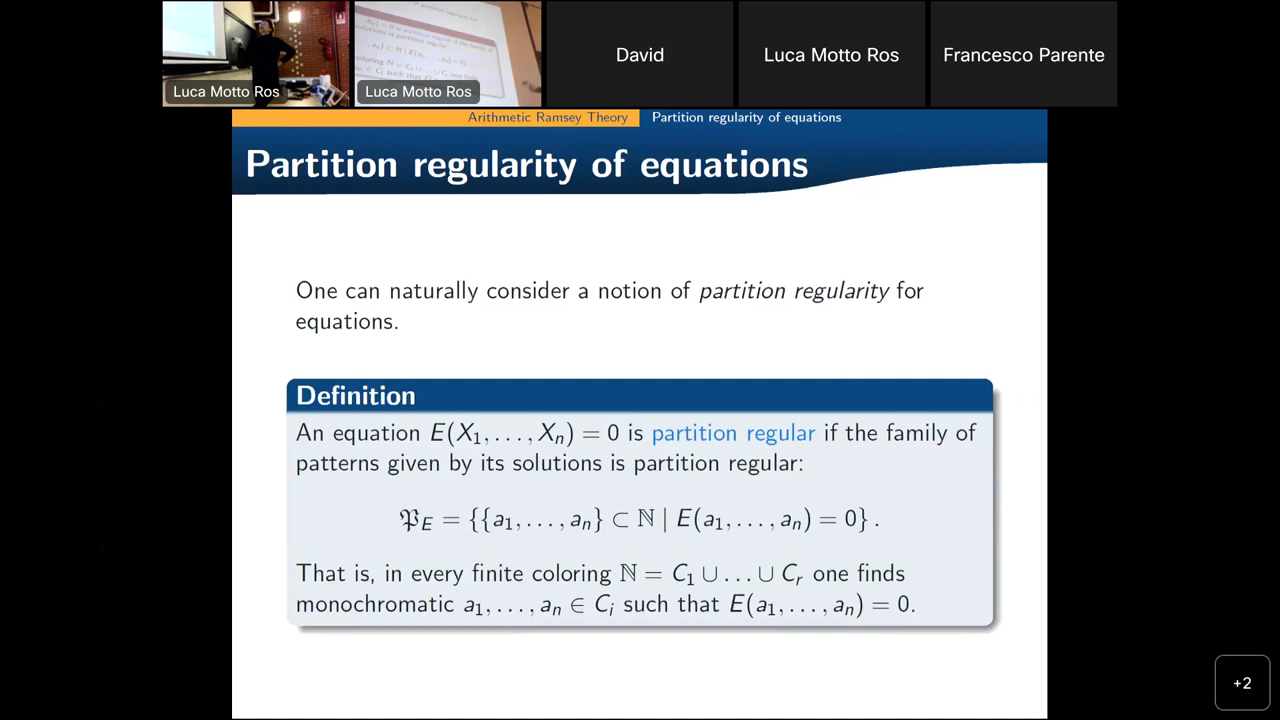 David
Luca Motto Ros
Francesco Parente
Luca Motto Ros
Luca Motto Ros
Arithmetic Ramsey Theory
Partition regularity of equations
Partition regularity of equations
One can naturally consider a notion of partition regularity for
equations.
Definition
An equation E(X₁, . . . , Xₙ) = 0 is partition regular if the family of
patterns given by its solutions is partition regular:
𝔓_E = {{a₁, . . . , aₙ} ⊂ ℕ | E(a₁, . . . , aₙ) = 0} .
That is, in every finite coloring ℕ = C₁ ∪ . . . ∪ Cᵣ one finds
monochromatic a₁, . . . , aₙ ∈ Cᵢ such that E(a₁, . . . , aₙ) = 0.
+2